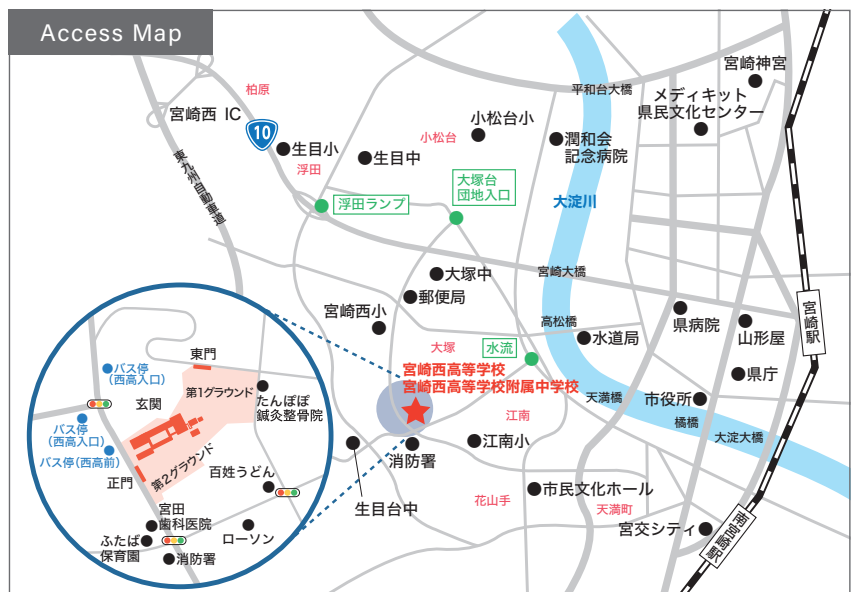 Access Map
宮崎神宮
柏原
平和台大橋
メディキット
県民文化センター
宮崎西 IC
小松台小
10
小松台
潤和会
記念病院
生目小
生目中
浮田
東九州自動車道
大塚台
団地入口
浮田ランプ
大淀川
大塚中
宮崎大橋
郵便局
宮崎西小
宮崎駅
県病院
高松橋
水道局
山形屋
大塚
水流
東門
宮崎西高等学校
宮崎西高等学校附属中学校
県庁
バス停
(西高入口)
第1グラウンド
天満橋
市役所
玄関
たんぽぽ
鍼灸整骨院
江南
橘橋
バス停
(西高入口)
大淀大橋
江南小
バス停(西高前)
第2グラウンド
消防署
百姓うどん
正門
市民文化ホール
花山手
生目台中
天満町
宮田
歯科医院
宮交シティ
南宮崎駅
ローソン
ふたば
保育園
消防署